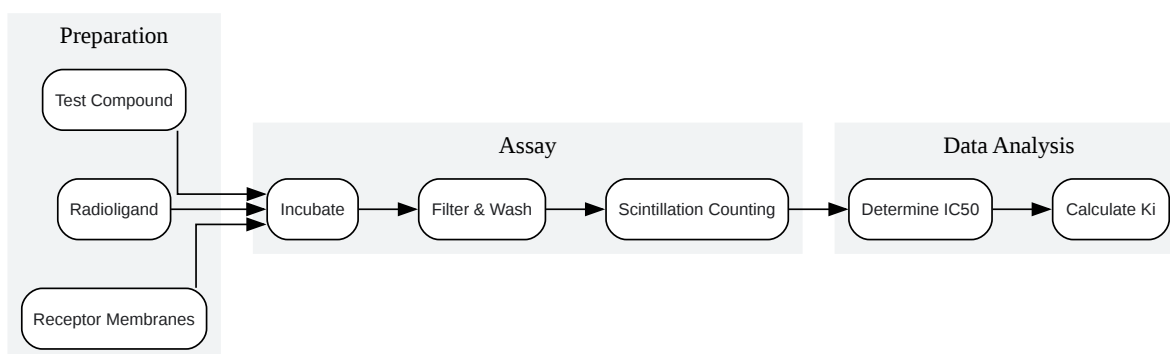 Preparation
Test Compound
Radioligand
Receptor Membranes
Assay
Incubate
Filter & Wash
Scintillation Counting
Data Analysis
Determine IC50
Calculate Ki